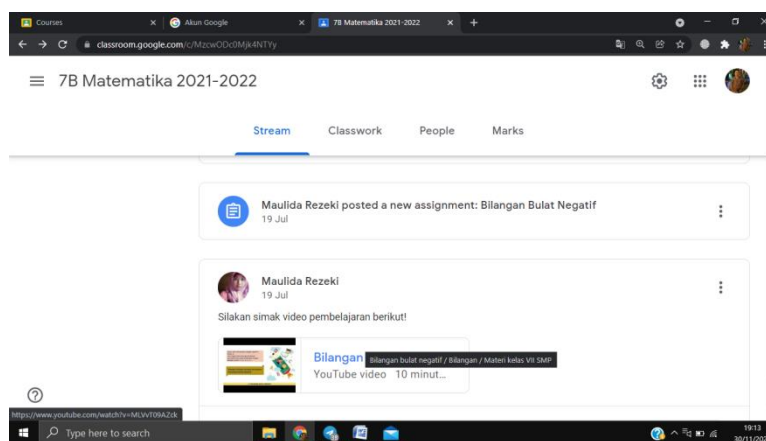 Courses
Akun Google
7B Matematika 2021-2022
classroom.google.com/c/MzcwODc0Mjk4NTYy
7B Matematika 2021-2022
Stream Classwork People Marks
Maulida Rezeki posted a new assignment: Bilangan Bulat Negatif
19 Jul
Maulida Rezeki
19 Jul
Silakan simak video pembelajaran berikut!
Bilangan
Bilangan bulat negatif / Bilangan / Materi kelas VII SMP
YouTube video 10 minut...
https://www.youtube.com/watch?v=MLVvT09AZck
Type here to search
19:13
30/11/202